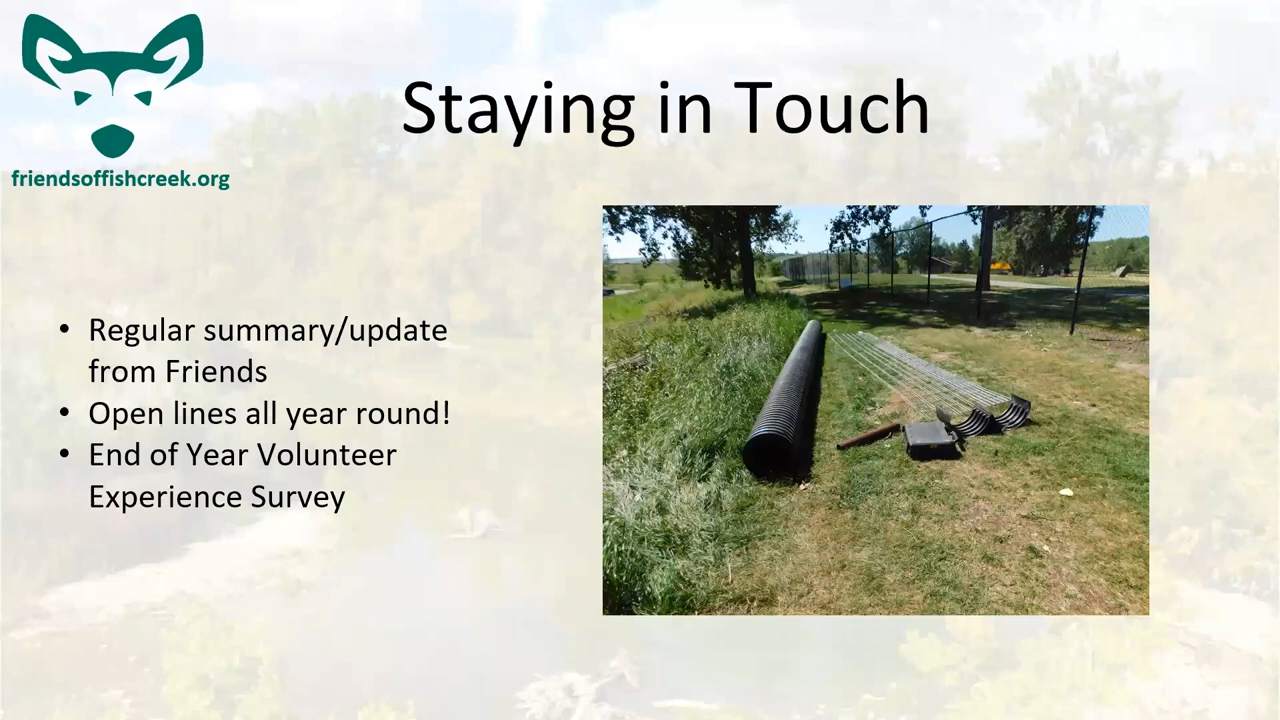 Staying in Touch
friendsoffishcreek.org
• Regular summary/update
from Friends
• Open lines all year round!
• End of Year Volunteer
Experience Survey